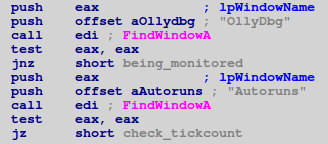 push eax ; lpWindowName
push offset aOllydbg ; "OllyDbg"
call edi ; FindWindowA
test eax, eax
jnz short being_monitored
push eax ; lpWindowName
push offset aAutoruns ; "Autoruns"
call edi ; FindWindowA
test eax, eax
jz short check_tickcount